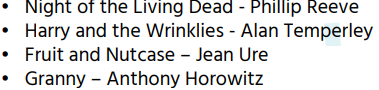 • Night of the Living Dead - Phillip Reeve
• Harry and the Wrinklies - Alan Temperley
• Fruit and Nutcase – Jean Ure
• Granny – Anthony Horowitz